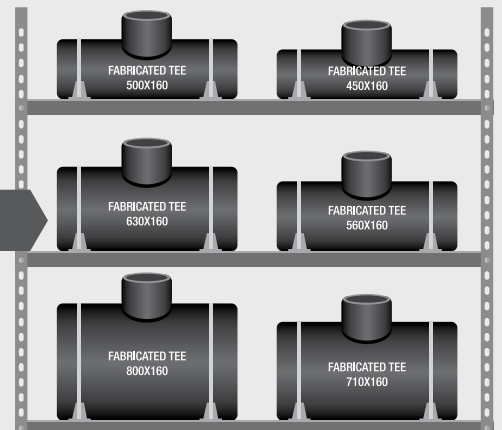 FABRICATED TEE
500X160
FABRICATED TEE
450X160
FABRICATED TEE
630X160
FABRICATED TEE
560X160
FABRICATED TEE
800X160
FABRICATED TEE
710X160